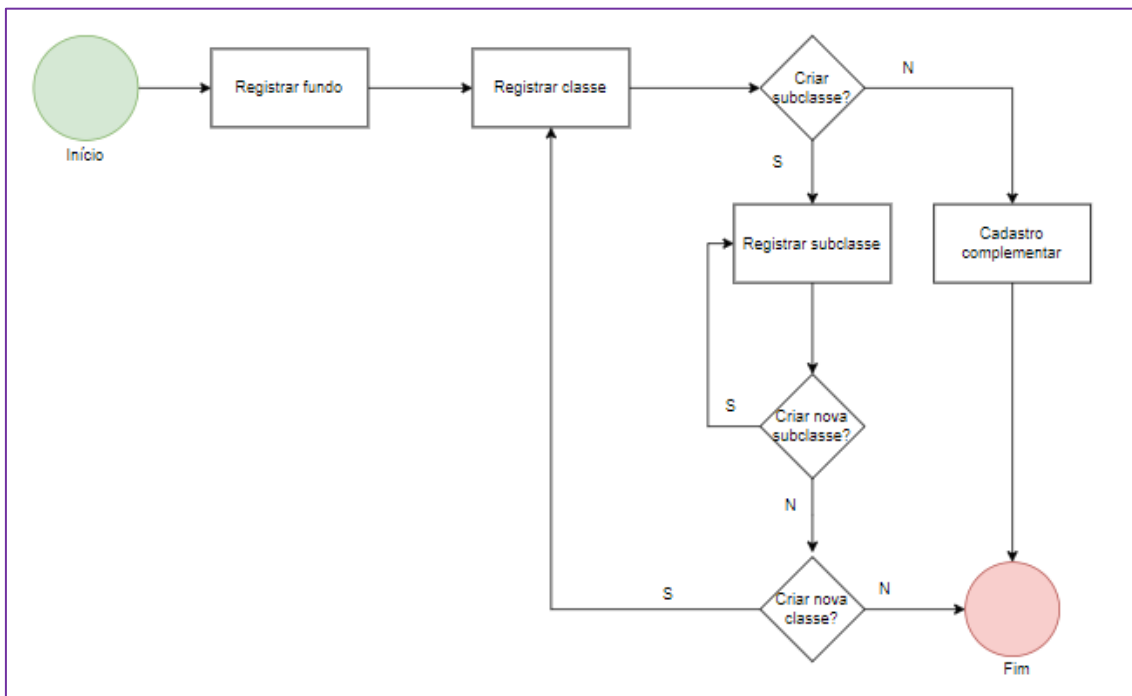 Início
Registrar fundo
Registrar classe
Criar
subclasse?
N
S
Registrar subclasse
Cadastro
complementar
S
Criar nova
subclasse?
N
S
Criar nova
classe?
N
Fim